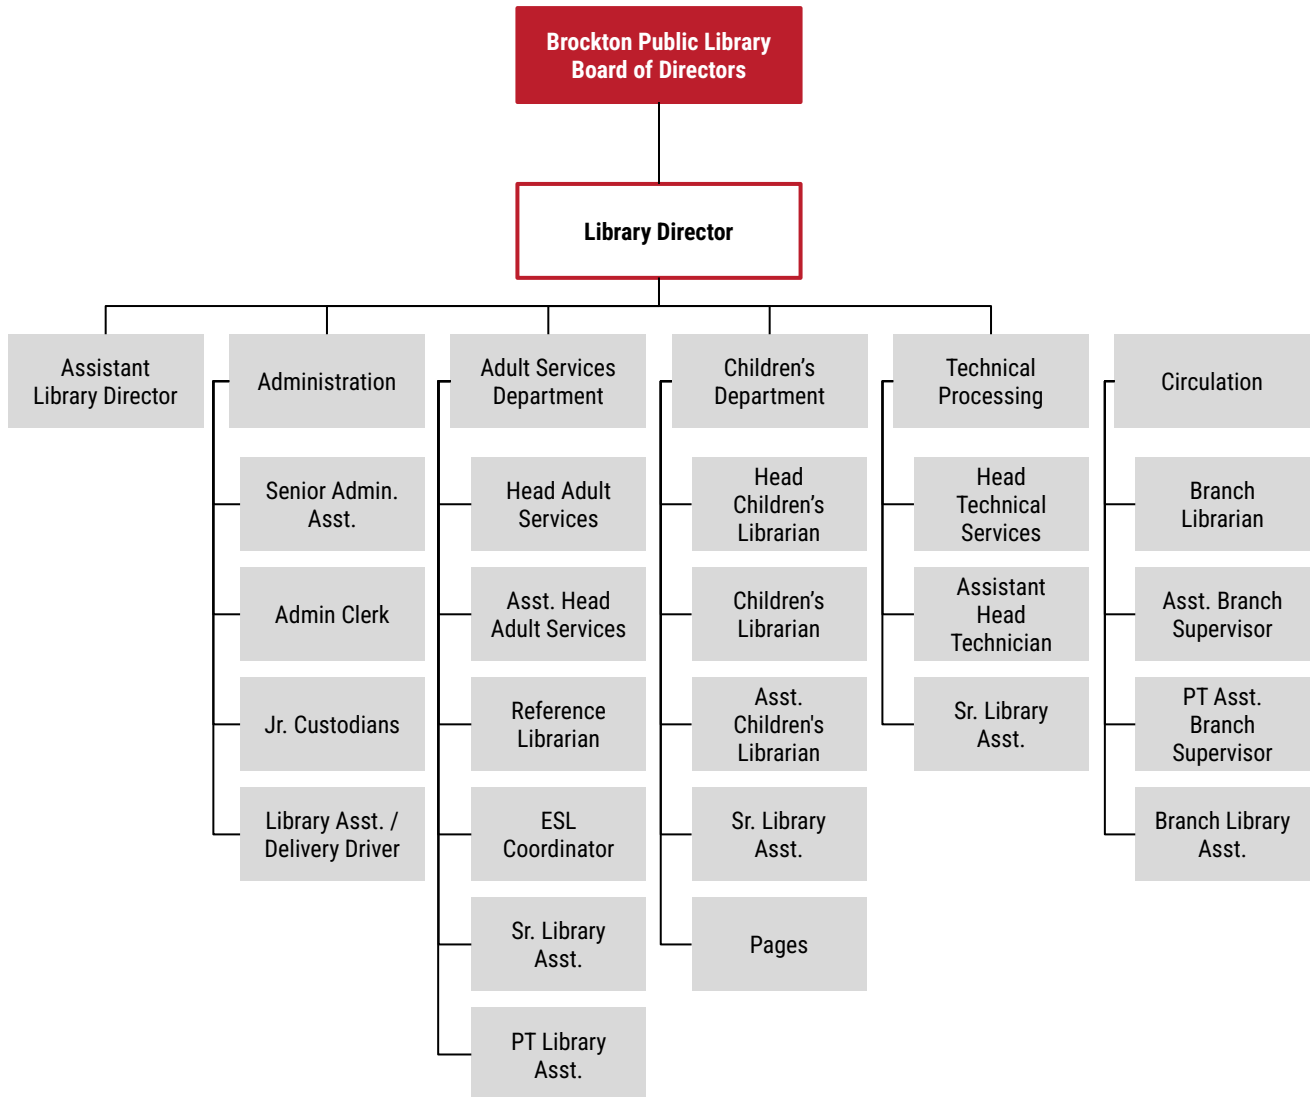 Brockton Public Library
Board of Directors
Library Director
Assistant
Library Director
Administration
Adult Services
Department
Children’s
Department
Technical
Processing
Circulation
Senior Admin.
Asst.
Head Adult
Services
Head
Children’s
Librarian
Head
Technical
Services
Branch
Librarian
Admin Clerk
Asst. Head
Adult Services
Children’s
Librarian
Assistant
Head
Technician
Asst. Branch
Supervisor
Jr. Custodians
Reference
Librarian
Asst.
Children's
Librarian
Sr. Library
Asst.
PT Asst.
Branch
Supervisor
Library Asst. /
Delivery Driver
ESL
Coordinator
Sr. Library
Asst.
Branch Library
Asst.
Sr. Library
Asst.
Pages
PT Library
Asst.